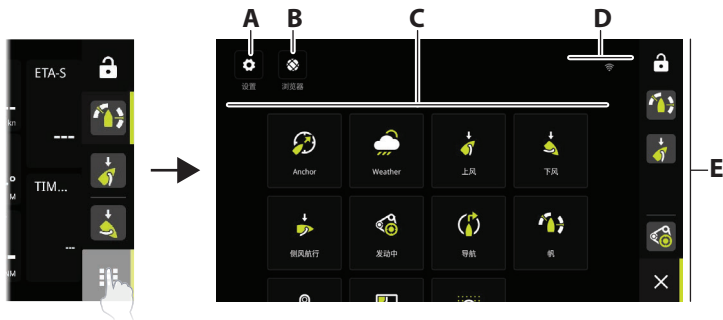 A B C D
ETA-S
kn
---
M
TIM...
---
NM
设置 浏览器
Anchor Weather 上风 下风
侧风航行 发动中 导航 帆
E